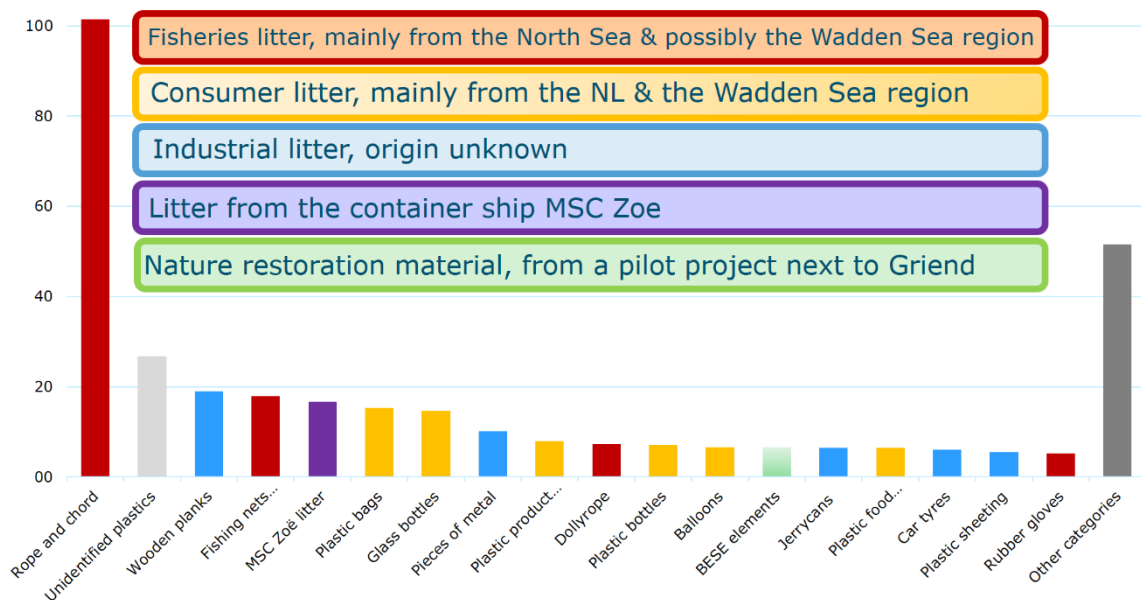 100
80
60
40
20
00
Fisheries litter, mainly from the North Sea & possibly the Wadden Sea region
Consumer litter, mainly from the NL & the Wadden Sea region
Industrial litter, origin unknown
Litter from the container ship MSC Zoe
Nature restoration material, from a pilot project next to Griend
Rope and chord
Unidentified plastics
Wooden planks
Fishing nets…
MSC Zoë litter
Plastic bags
Glass bottles
Pieces of metal
Plastic product…
Dollyrope
Plastic bottles
Balloons
BESE elements
Jerrycans
Plastic food…
Car tyres
Plastic sheeting
Rubber gloves
Other categories